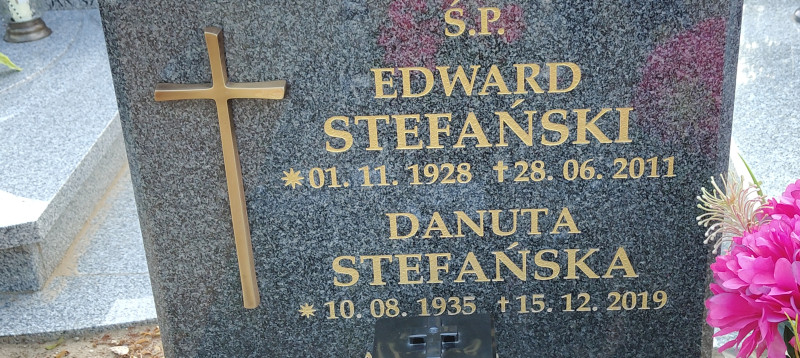 Ś.P.
EDWARD
STEFAŃSKI
*01. 11. 1928 †28. 06. 2011
DANUTA
STEFAŃSKA
*10. 08. 1935 †15. 12. 2019